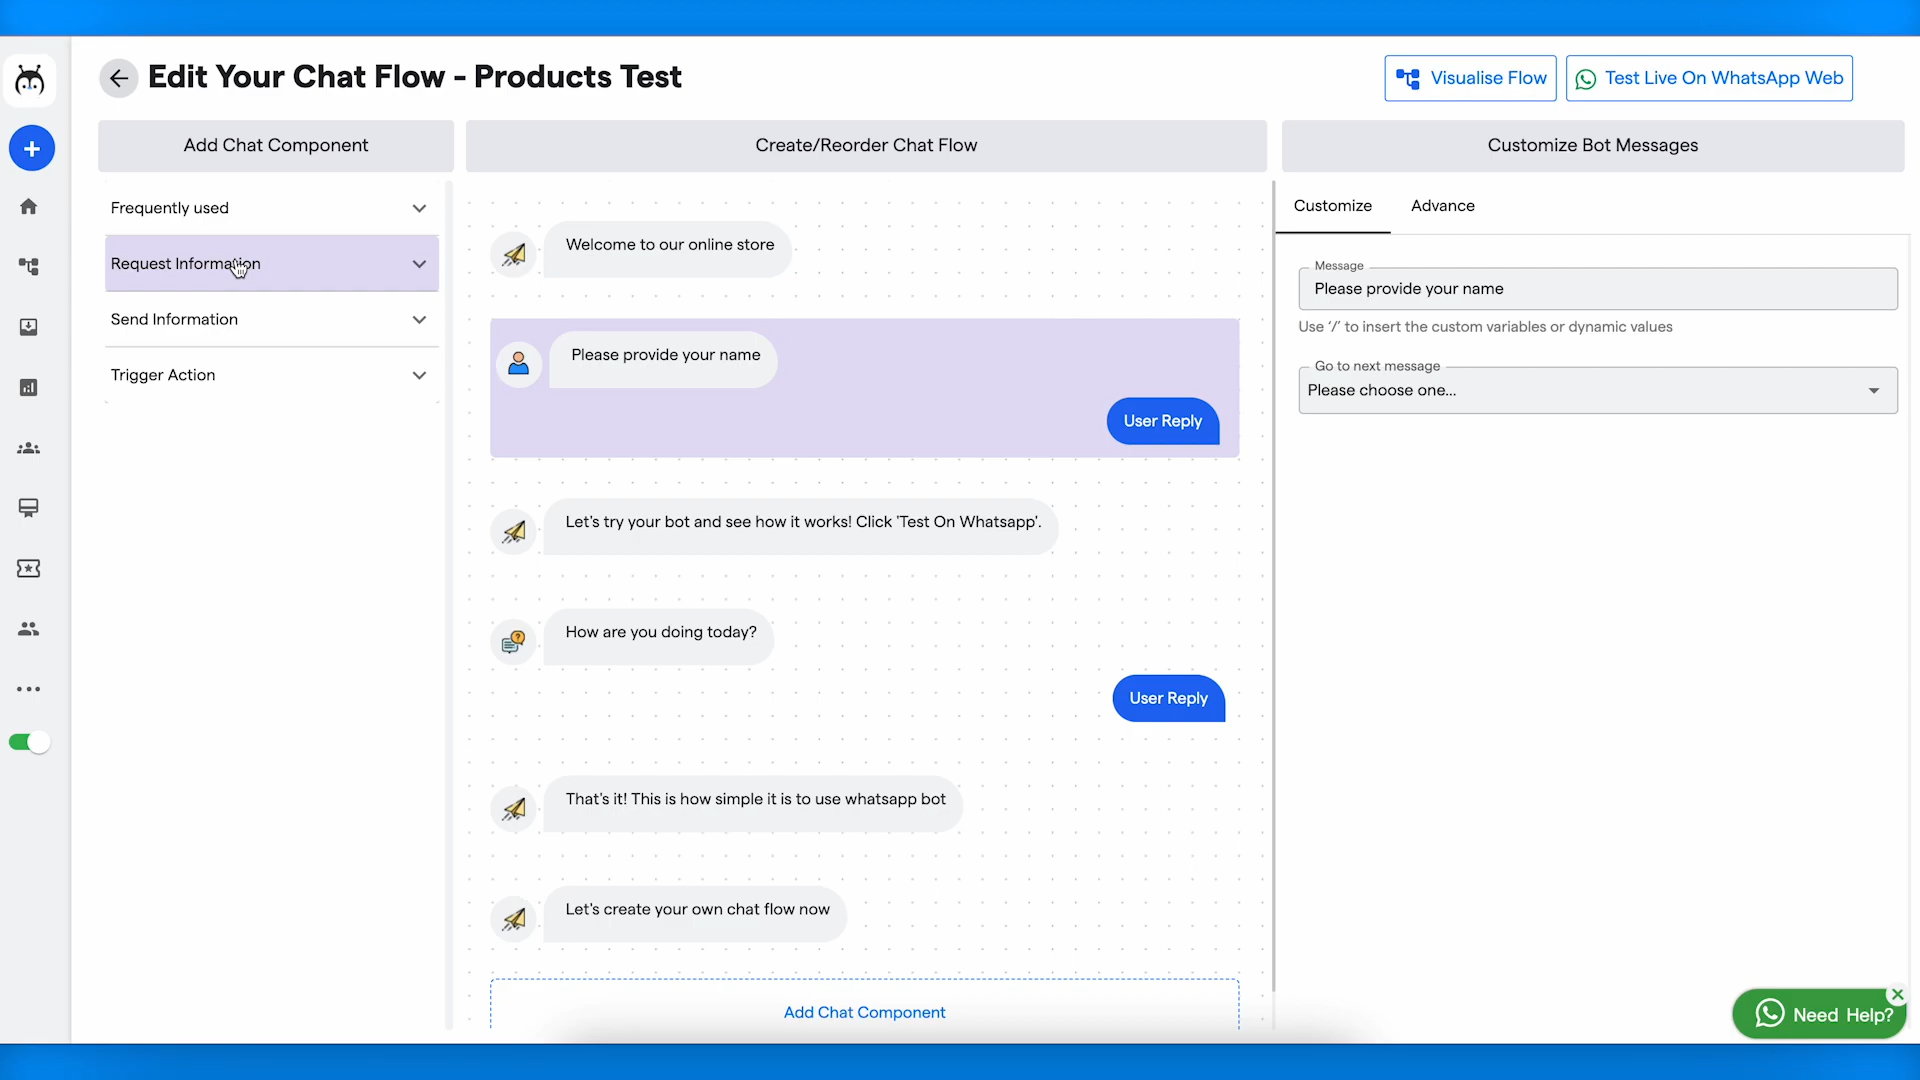 Edit Your Chat Flow - Products Test
Visualise Flow
Test Live On WhatsApp Web
Add Chat Component
Create/Reorder Chat Flow
Customize Bot Messages
Frequently used
Request Information
Send Information
Trigger Action
Welcome to our online store
Please provide your name
User Reply
Let's try your bot and see how it works! Click 'Test On Whatsapp'.
How are you doing today?
User Reply
That's it! This is how simple it is to use whatsapp bot
Let's create your own chat flow now
Add Chat Component
Customize
Advance
Message
Please provide your name
Use '/' to insert the custom variables or dynamic values
Go to next message
Please choose one...
Need Help?